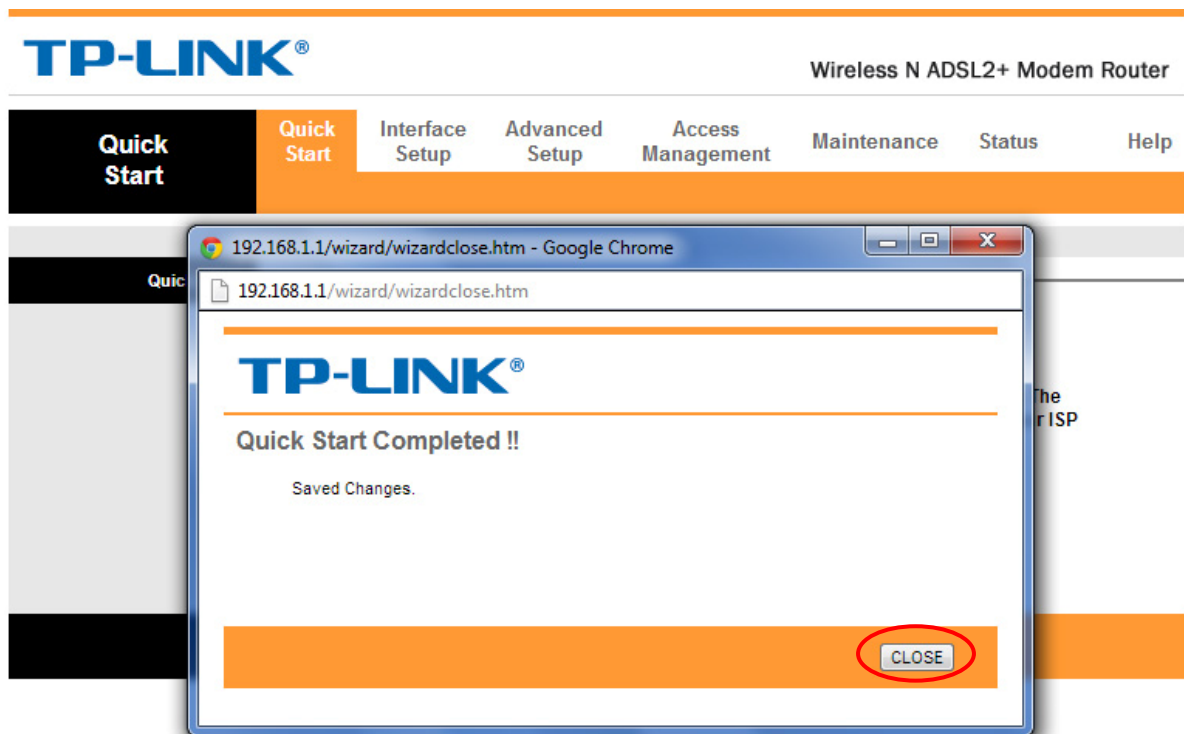 TP-LINK®
Wireless N ADSL2+ Modem Router
Quick
Start
Quick
Start
Interface
Setup
Advanced
Setup
Access
Management
Maintenance
Status
Help
192.168.1.1/wizard/wizardclose.htm - Google Chrome
Quic
192.168.1.1/wizard/wizardclose.htm
TP-LINK®
The
r ISP
Quick Start Completed !!
Saved Changes.
CLOSE